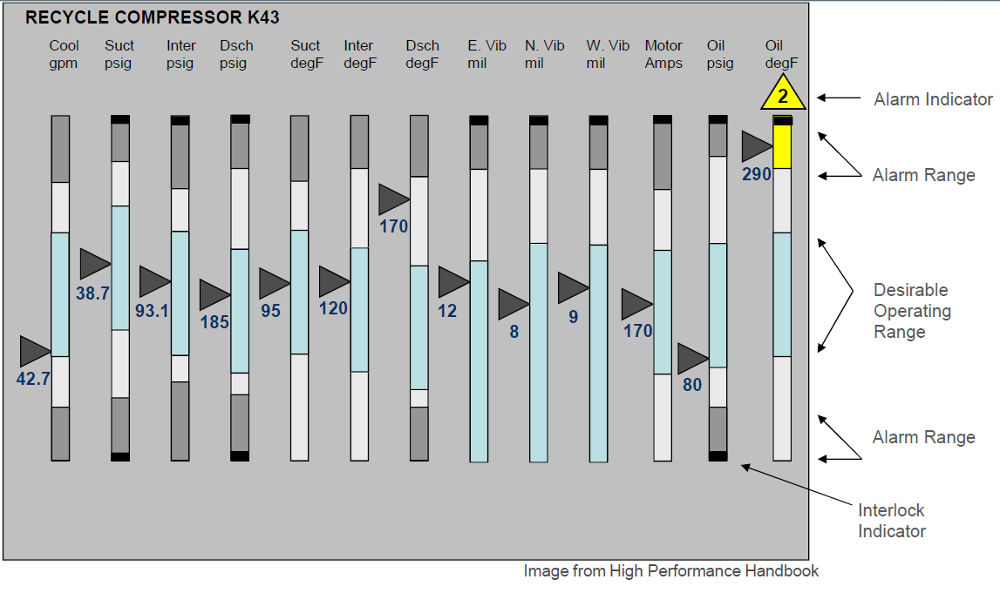 RECYCLE COMPRESSOR K43
Cool gpm
Suct psig
Inter psig
Dsch psig
Suct degF
Inter degF
Dsch degF
E. Vib mil
N. Vib mil
W. Vib mil
Motor Amps
Oil psig
Oil degF
2
Alarm Indicator
Alarm Range
290
170
38.7
93.1
185
95
120
12
8
9
170
42.7
80
Desirable
Operating
Range
Alarm Range
Interlock
Indicator
Image from High Performance Handbook